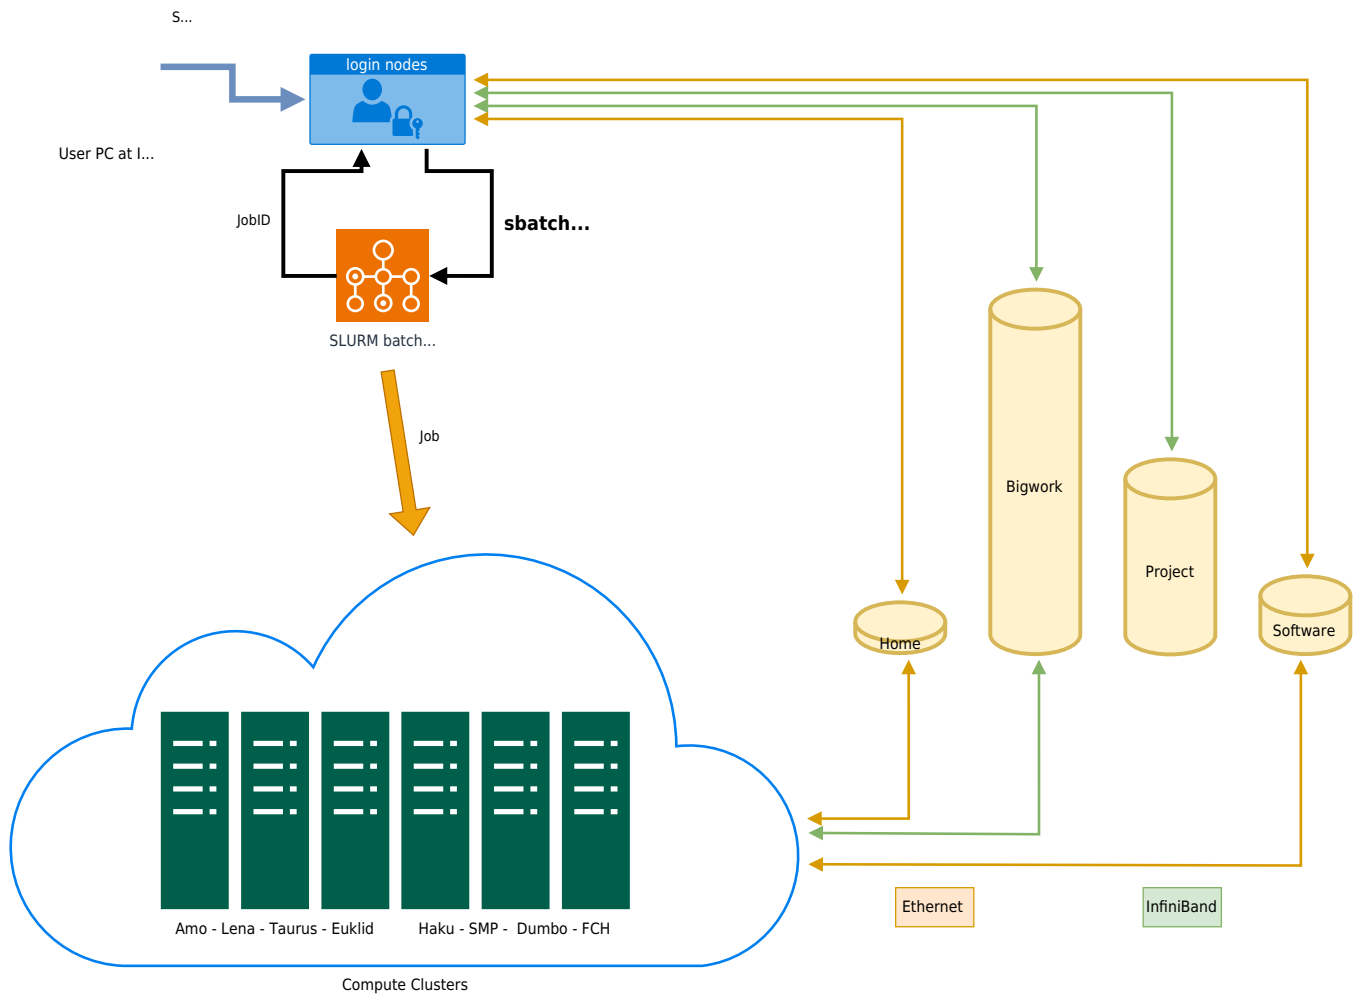 S...
login nodes
User PC at I...
JobID
sbatch...
SLURM batch...
Job
Bigwork
Project
Software
Home
Ethernet
InfiniBand
Amo - Lena - Taurus - Euklid
Haku - SMP -  Dumbo - FCH
Compute Clusters